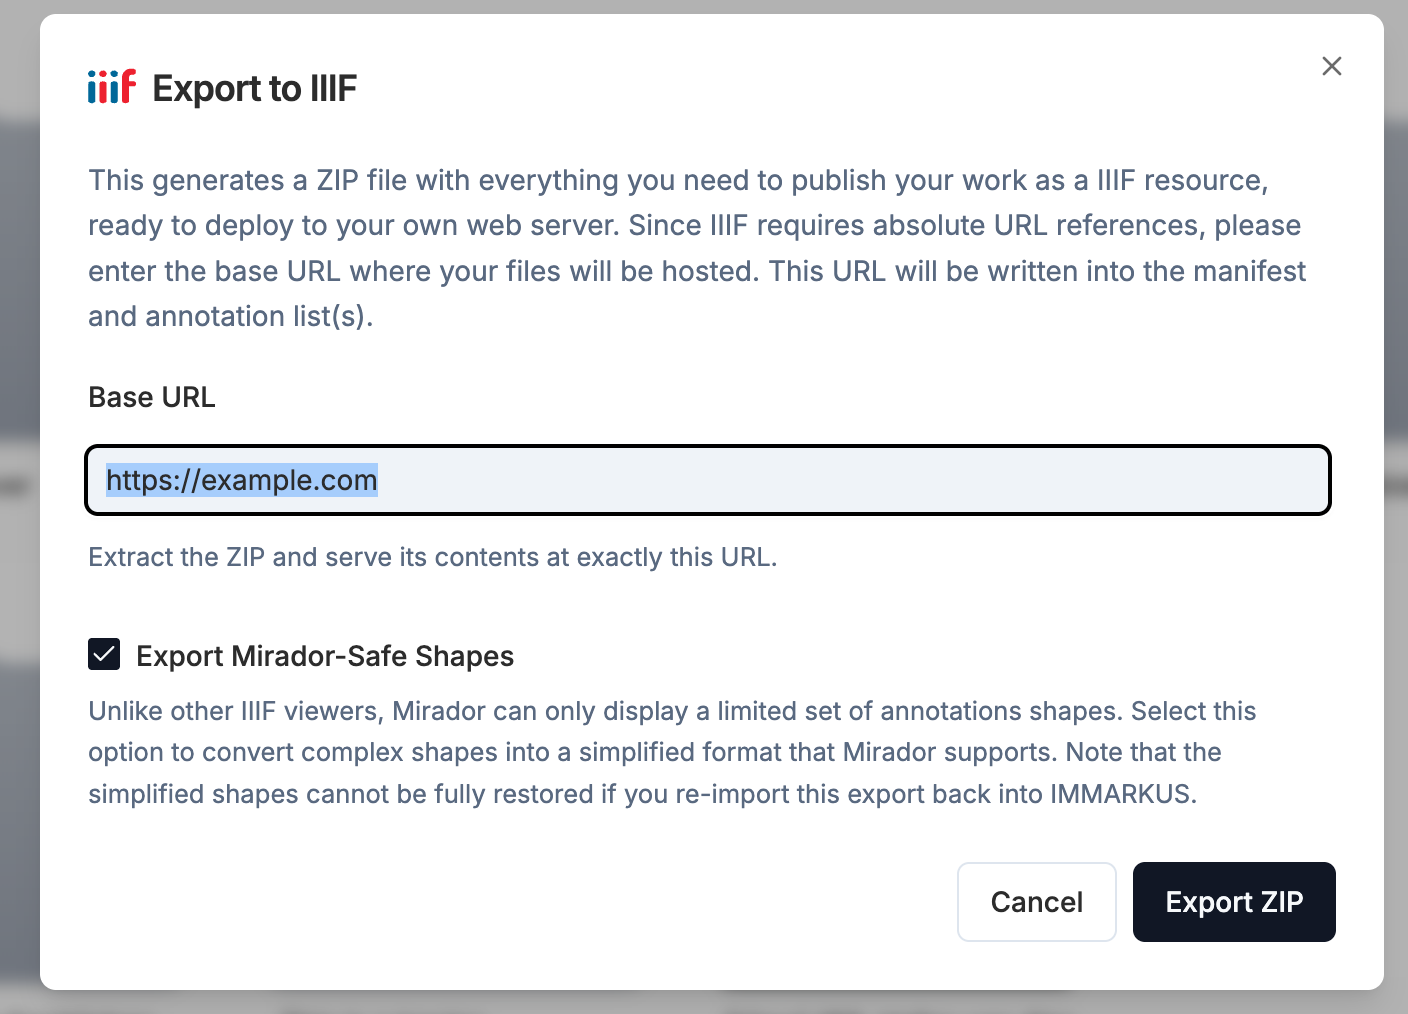 iiif Export to IIIF
This generates a ZIP file with everything you need to publish your work as a IIIF resource,
ready to deploy to your own web server. Since IIIF requires absolute URL references, please
enter the base URL where your files will be hosted. This URL will be written into the manifest
and annotation list(s).
Base URL
https://example.com
Extract the ZIP and serve its contents at exactly this URL.
Export Mirador-Safe Shapes
Unlike other IIIF viewers, Mirador can only display a limited set of annotations shapes. Select this
option to convert complex shapes into a simplified format that Mirador supports. Note that the
simplified shapes cannot be fully restored if you re-import this export back into IMMARKUS.
Cancel
Export ZIP